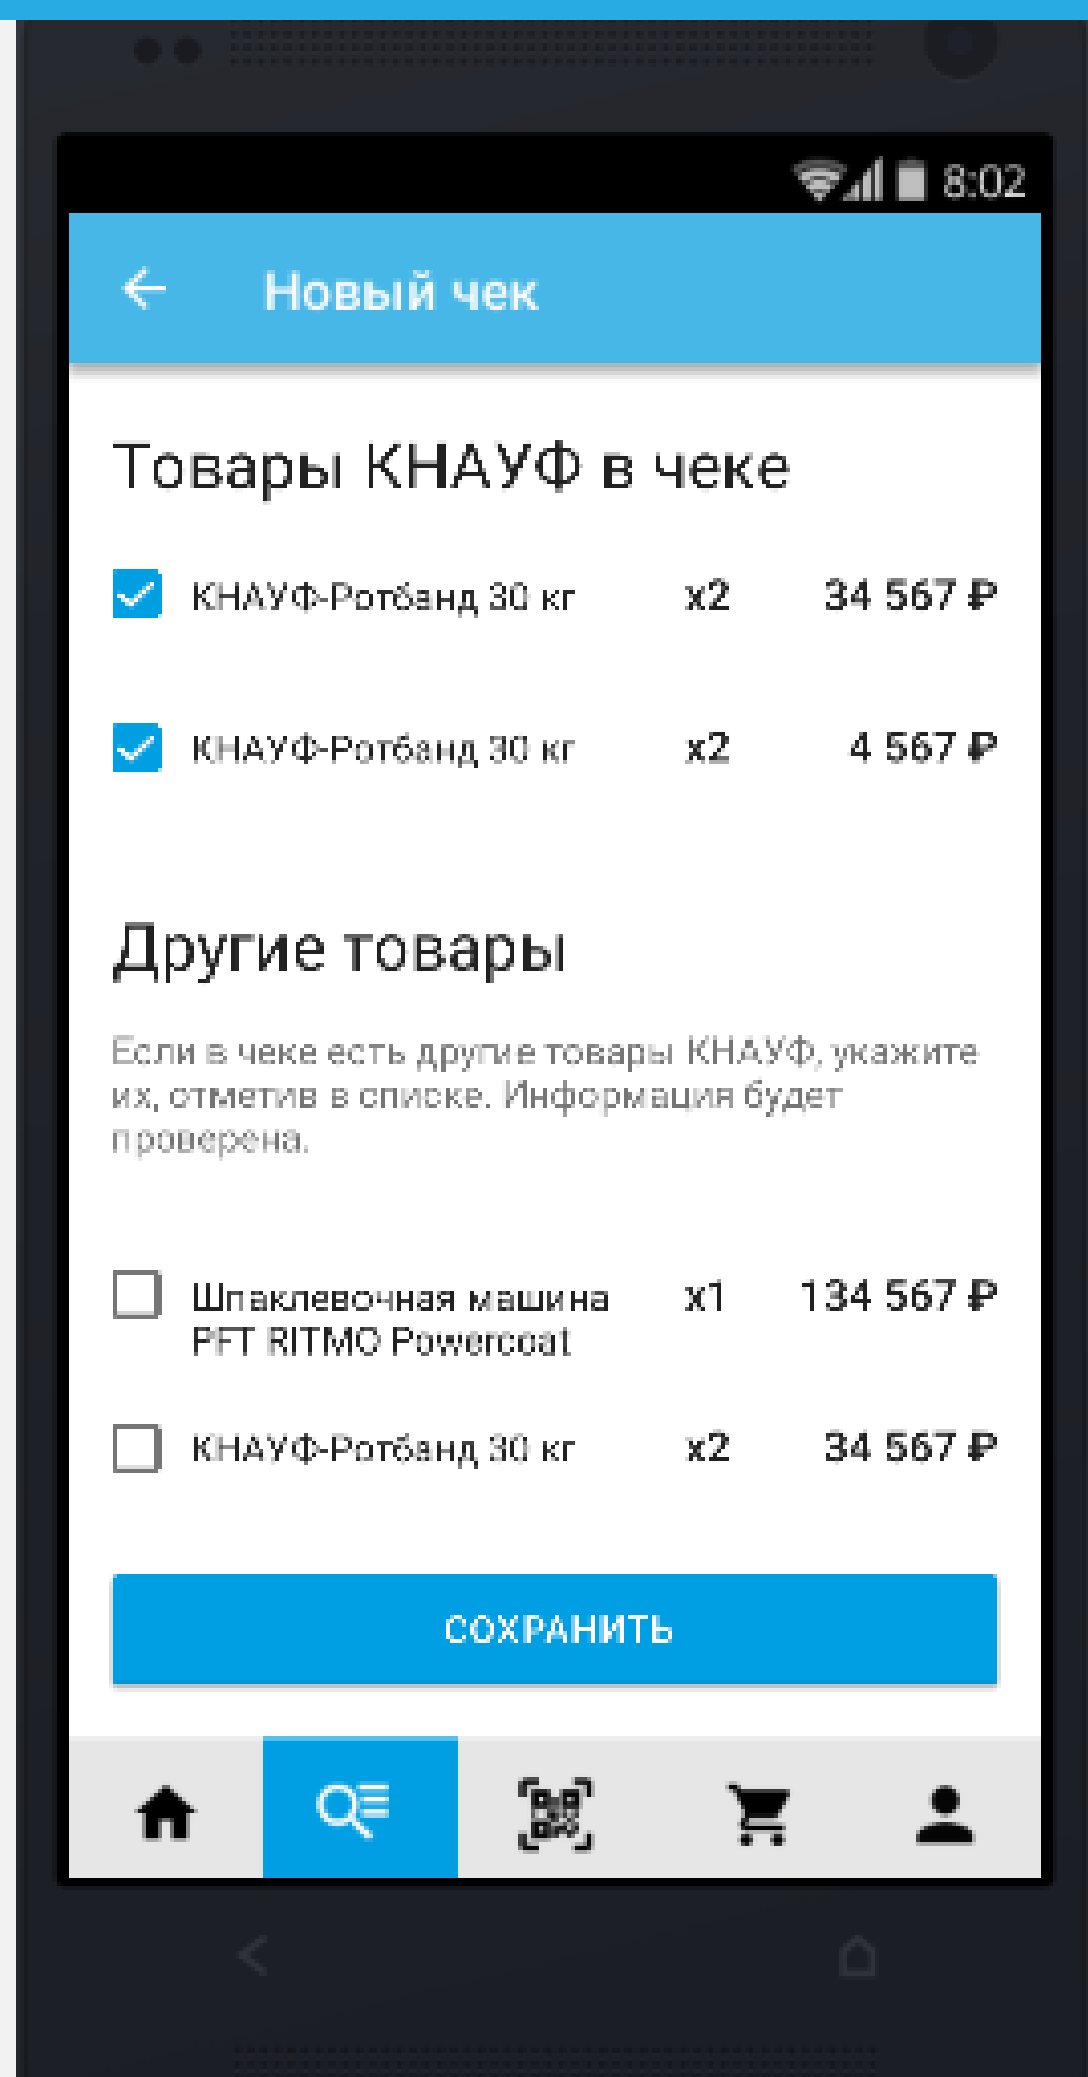 8:02
Новый чек
Товары КНАУФ в чеке
КНАУФ-Ротбанд 30 кг x2 34 567 ₽
КНАУФ-Ротбанд 30 кг x2 4 567 ₽
Другие товары
Если в чеке есть другие товары КНАУФ, укажите
их, отметив в списке. Информация будет
проверена.
Шпаклевочная машина x1 134 567 ₽
PFT RITMO Powercoat
КНАУФ-Ротбанд 30 кг x2 34 567 ₽
СОХРАНИТЬ